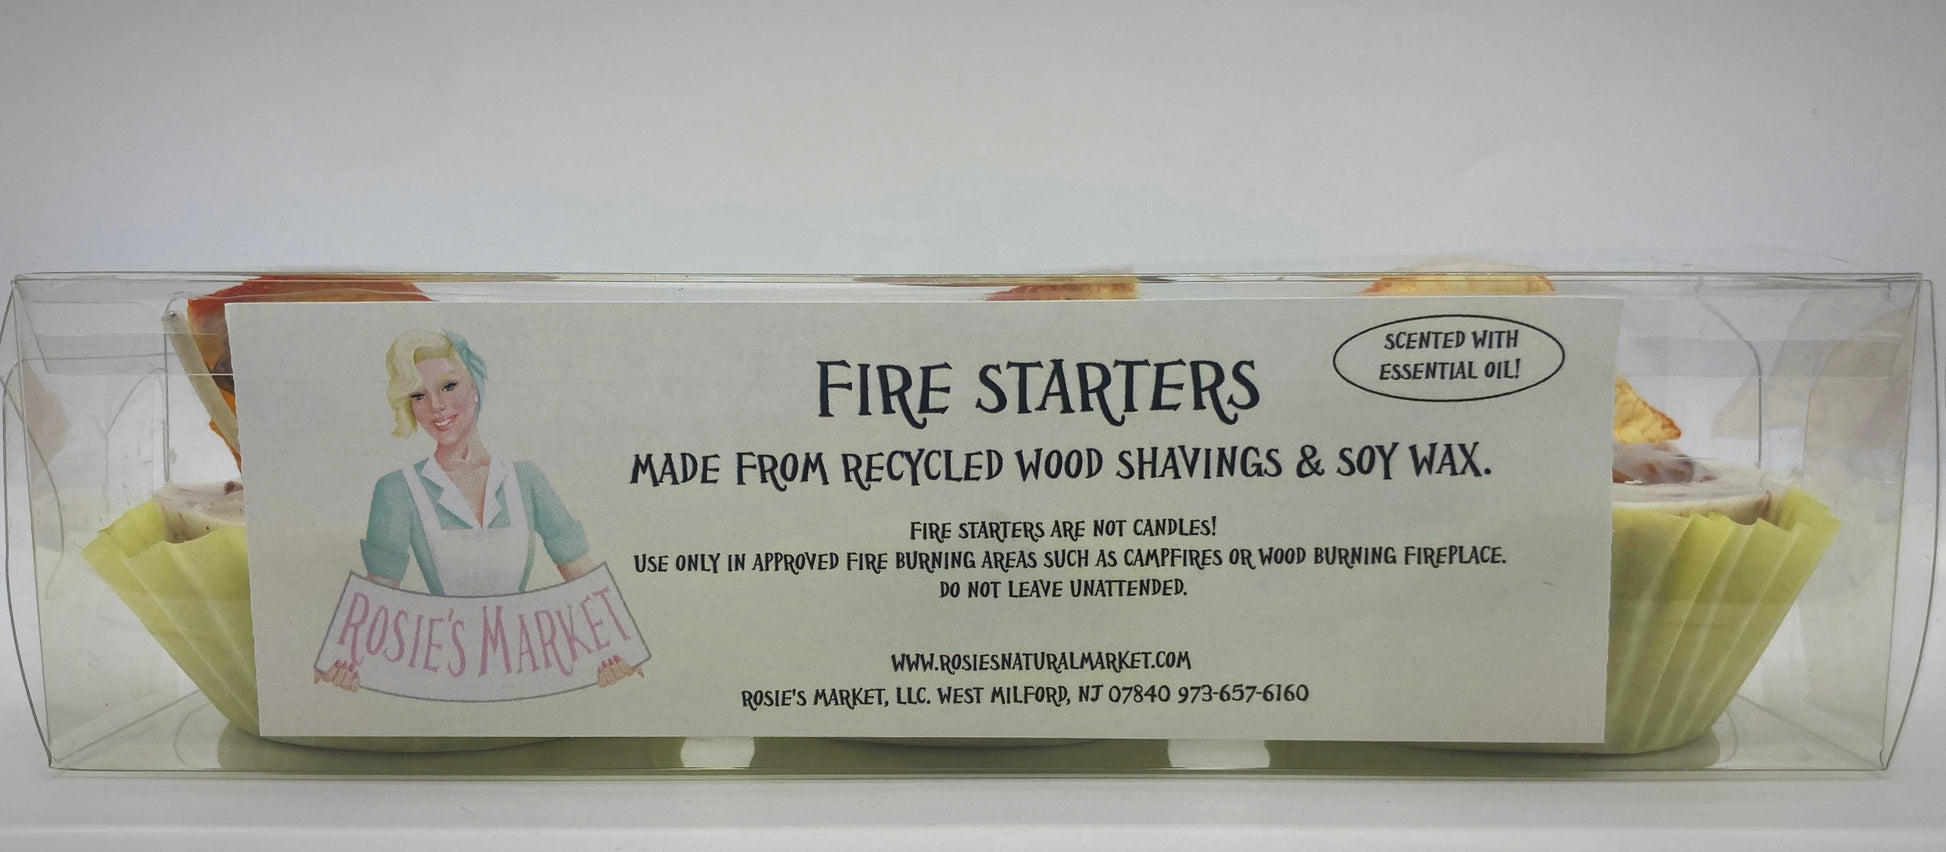 SCENTED WITH
ESSENTIAL OIL!
FIRE STARTERS
MADE FROM RECYCLED WOOD SHAVINGS & SOY WAX.
FIRE STARTERS ARE NOT CANDLES!
USE ONLY IN APPROVED FIRE BURNING AREAS SUCH AS CAMPFIRES OR WOOD BURNING FIREPLACE.
DO NOT LEAVE UNATTENDED.
ROSIE'S MARKET
WWW.ROSIESNATURALMARKET.COM
ROSIE'S MARKET, LLC. WEST MILFORD, NJ 07840 973-657-6160